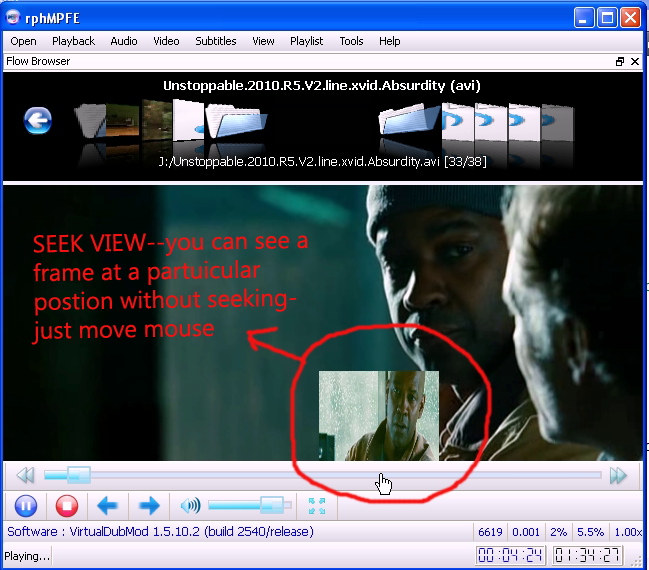 rphMPFE
Open Playback Audio Video Subtitles View Playlist Tools Help
Flow Browser
Unstoppable.2010.R5.V2.line.xvid.Absurdity (avi)
J:/Unstoppable.2010.R5.V2.line.xvid.Absurdity.avi [33/38]
SEEK VIEW--you can see a
frame at a partuicular
postion without seeking-
just move mouse
Software : VirtualDubMod 1.5.10.2 (build 2540/release) 6619 0.001 2% 5.5% 1.00x
Playing... 00:04:24 01:34:27